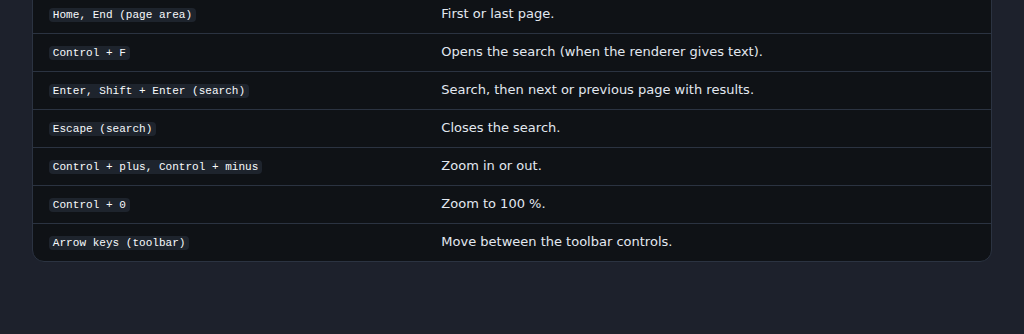 Home, End (page area) First or last page.
Control + F Opens the search (when the renderer gives text).
Enter, Shift + Enter (search) Search, then next or previous page with results.
Escape (search) Closes the search.
Control + plus, Control + minus Zoom in or out.
Control + 0 Zoom to 100 %.
Arrow keys (toolbar) Move between the toolbar controls.